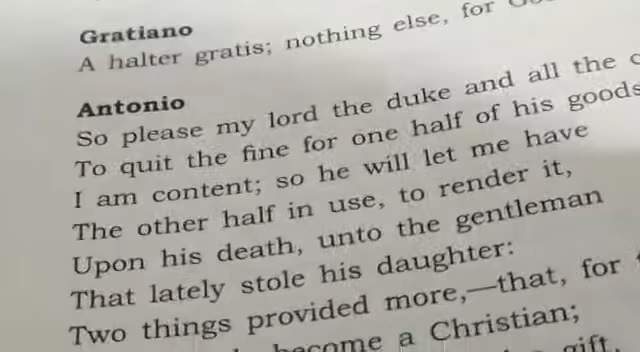 Gratiano
A halter gratis; nothing else, for
Antonio
So please my lord the duke and all the
To quit the fine for one half of his goods
I am content; so he will let me have
The other half in use, to render it,
Upon his death, unto the gentleman
That lately stole his daughter:
Two things provided more,—that, for
become a Christian;
gift,